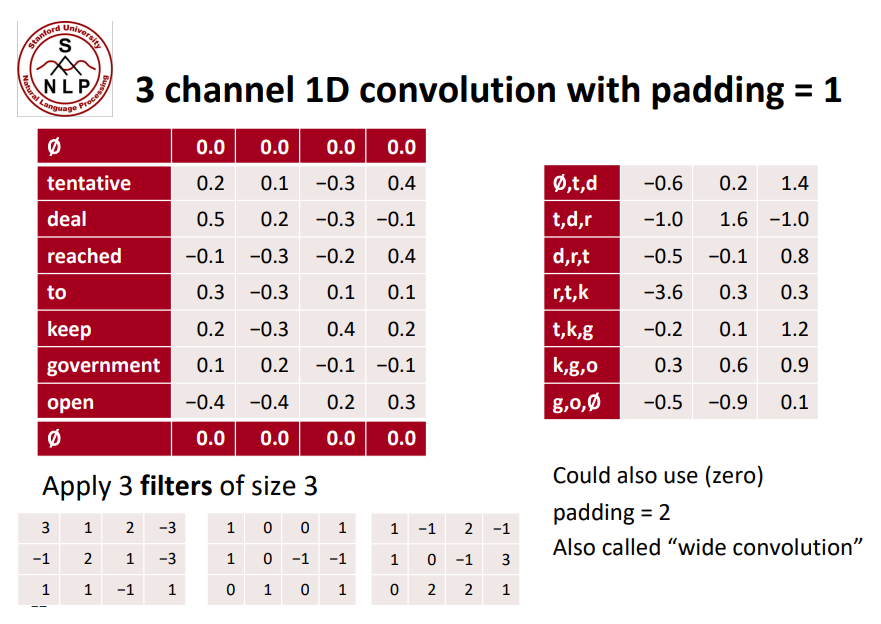 Stanford University
S
NLP
Natural Language Processing
3 channel 1D convolution with padding = 1
Ø 0.0 0.0 0.0 0.0
tentative 0.2 0.1 −0.3 0.4
deal 0.5 0.2 −0.3 −0.1
reached −0.1 −0.3 −0.2 0.4
to 0.3 −0.3 0.1 0.1
keep 0.2 −0.3 0.4 0.2
government 0.1 0.2 −0.1 −0.1
open −0.4 −0.4 0.2 0.3
Ø 0.0 0.0 0.0 0.0
Apply 3 filters of size 3
3 1 2 −3
−1 2 1 −3
1 1 −1 1
1 0 0 1
1 0 −1 −1
0 1 0 1
1 −1 2 −1
1 0 −1 3
0 2 2 1
Ø,t,d −0.6 0.2 1.4
t,d,r −1.0 1.6 −1.0
d,r,t −0.5 −0.1 0.8
r,t,k −3.6 0.3 0.3
t,k,g −0.2 0.1 1.2
k,g,o 0.3 0.6 0.9
g,o,Ø −0.5 −0.9 0.1
Could also use (zero)
padding = 2
Also called “wide convolution”